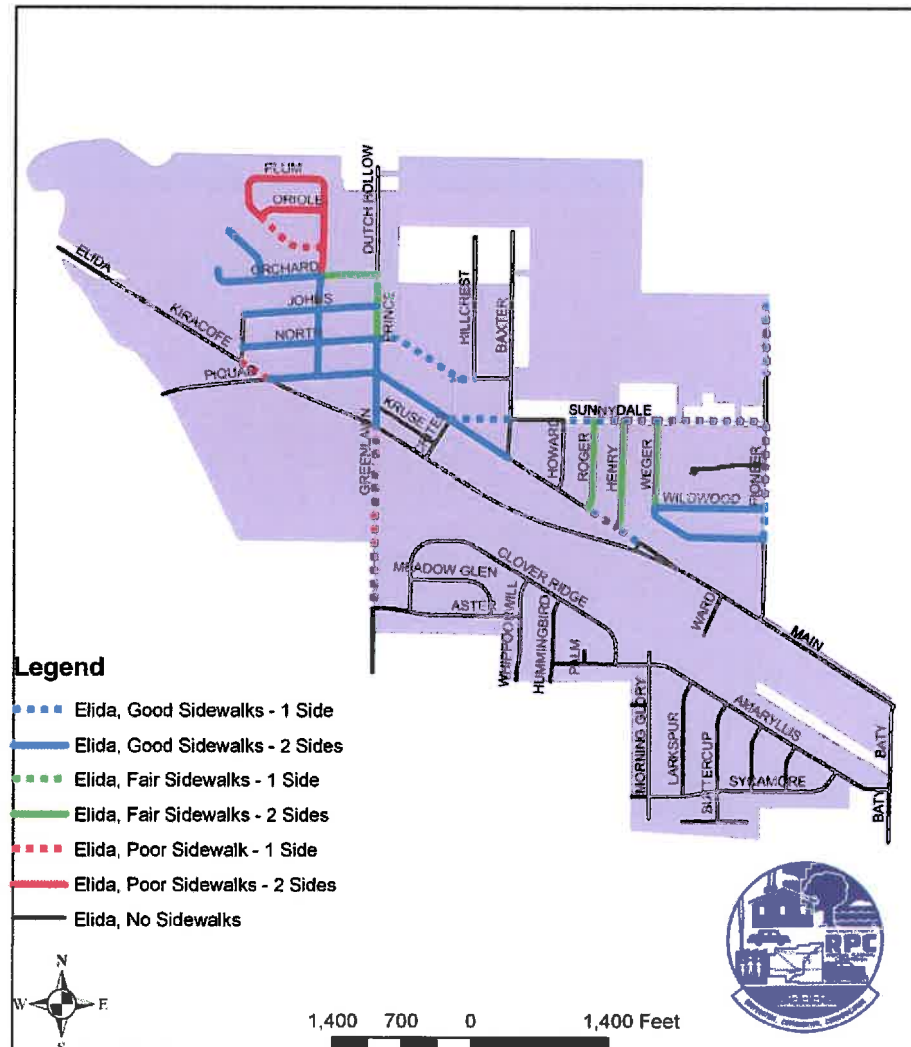 PLUM
ORIOLE
DUTCH HOLLOW
ELIDA
ORCHARD
JOHNS
PRINCE
KIRACOFE
NORTH
HILLCREST
BAXTER
PIQUAD
KRUSE
GREENLAWN
SUNNYDALE
HOWARD
ROGER
HENRY
WEGER
PIONEER
WILDWOOD
CLOVER RIDGE
MEADOW GLEN
ASTER
WHIPPOORWILL
HUMMINGBIRD
PALM
WARD
MAIN
MORNING GLORY
LARKSPUR
BUTTERCUP
AMARYLLIS
SYCAMORE
BATY
BATY
Legend
Elida, Good Sidewalks - 1 Side
Elida, Good Sidewalks - 2 Sides
Elida, Fair Sidewalks - 1 Side
Elida, Fair Sidewalks - 2 Sides
Elida, Poor Sidewalk - 1 Side
Elida, Poor Sidewalks - 2 Sides
Elida, No Sidewalks
N
W
E
S
1,400 700 0 1,400 Feet
RPC